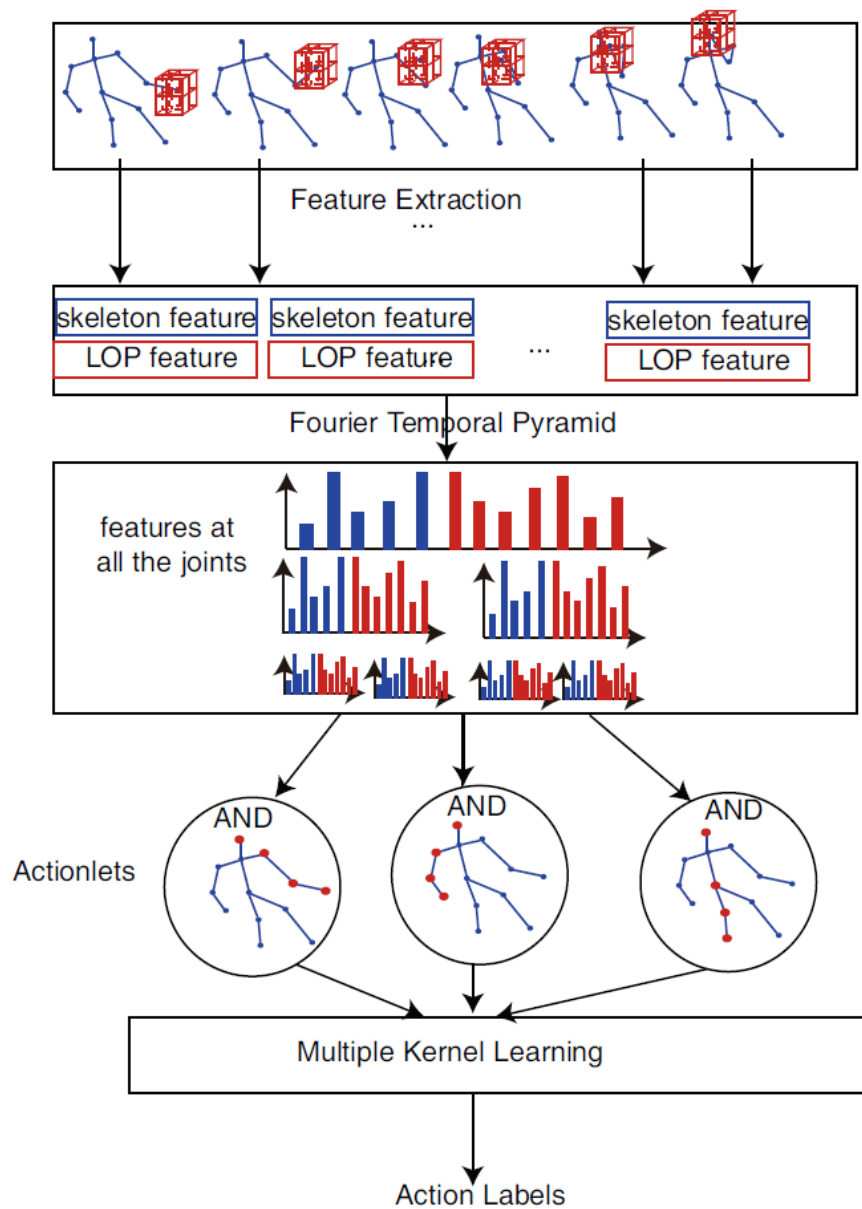 Feature Extraction
...
skeleton feature skeleton feature skeleton feature
LOP feature LOP feature ... LOP feature
Fourier Temporal Pyramid
features at
all the joints
AND AND AND
Actionlets
Multiple Kernel Learning
Action Labels